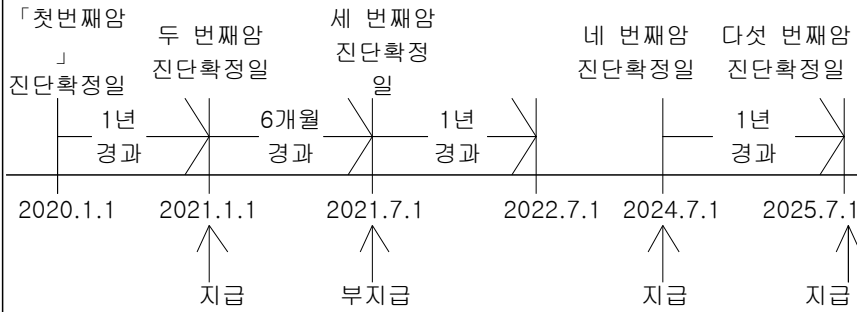 「첫번째암
」
진단확정일
두 번째암
진단확정일
세 번째암
진단확정
일
네 번째암
진단확정일
다섯 번째암
진단확정일
1년
경과
6개월
경과
1년
경과
1년
경과
2020.1.1
2021.1.1
2021.7.1
2022.7.1
2024.7.1
2025.7.1
지급
부지급
지급
지급